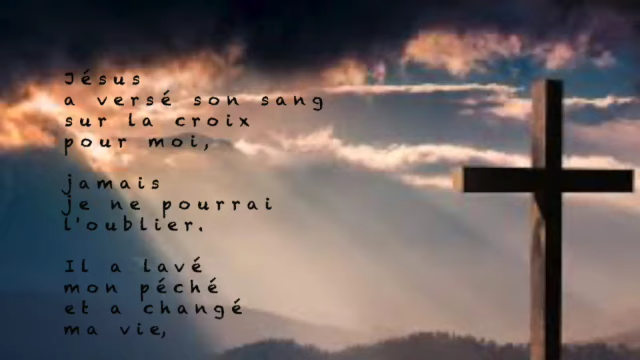 Jésus
a versé son sang
sur la croix
pour moi,
jamais
je ne pourrai
l'oublier.
Il a lavé
mon péché
et a changé
ma vie,